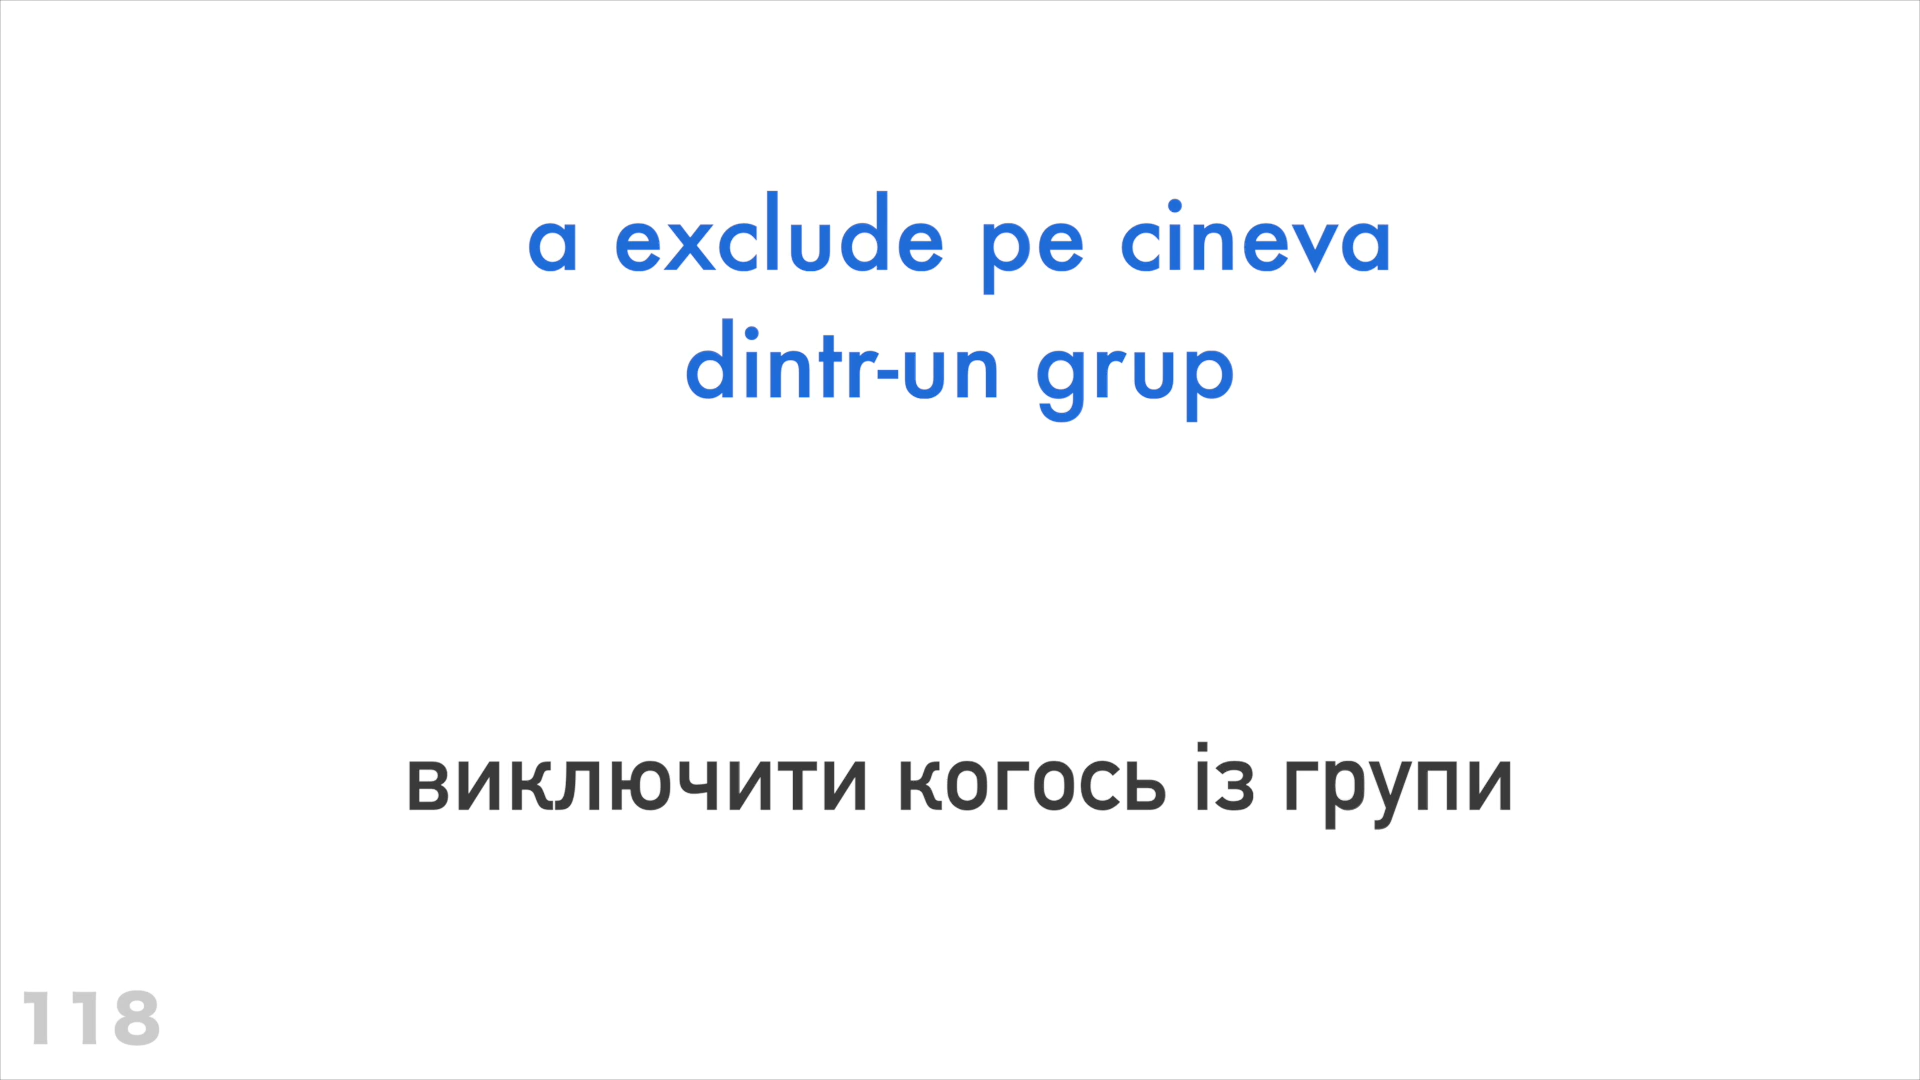 a exclude pe cineva
dintr-un grup
виключити когось із групи
118